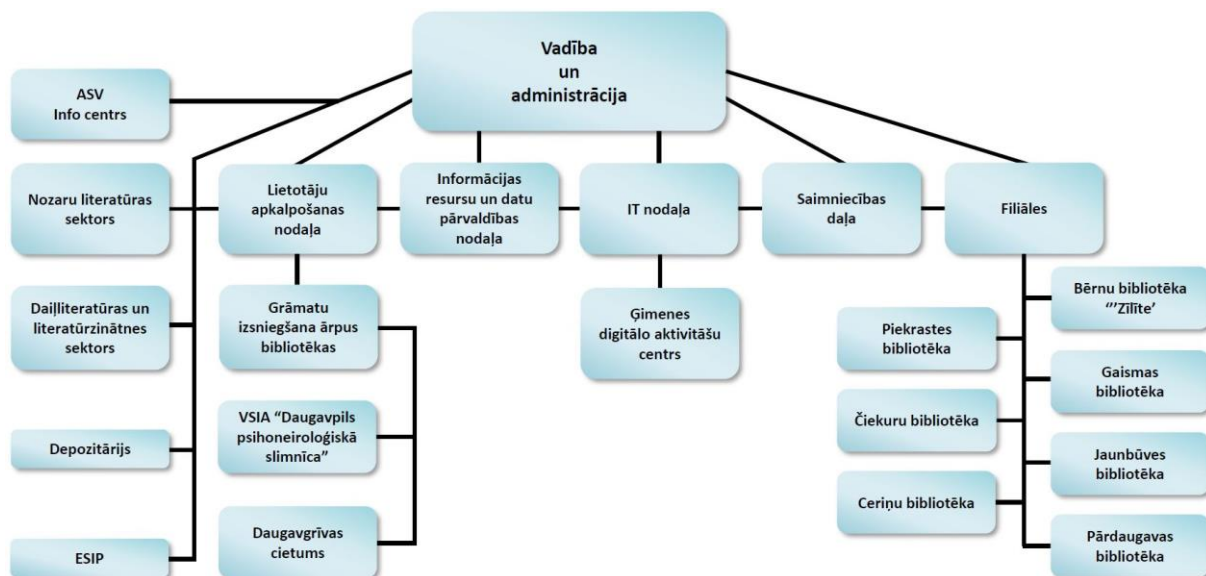 Vadība
un
administrācija
ASV
Info centrs
Nozaru literatūras
sektors
Lietotāju
apkalpošanas
nodaļa
Informācijas
resursu un datu
pārvaldības
nodaļa
IT nodaļa
Saimniecības
daļa
Filiāles
Daiļliteratūras un
literatūrzinātnes
sektors
Grāmatu
izsniegšana ārpus
bibliotēkas
Ģimenes
digitālo aktivitāšu
centrs
Piekrastes
bibliotēka
Bērnu bibliotēka
“’’Zīlīte’
Gaismas
bibliotēka
Depozitārijs
VSIA “Daugavpils
psihoneiroloģiskā
slimnīca”
Čiekuru bibliotēka
Jaunbūves
bibliotēka
Ceriņu bibliotēka
ESIP
Daugavgrīvas
cietums
Pārdaugavas
bibliotēka